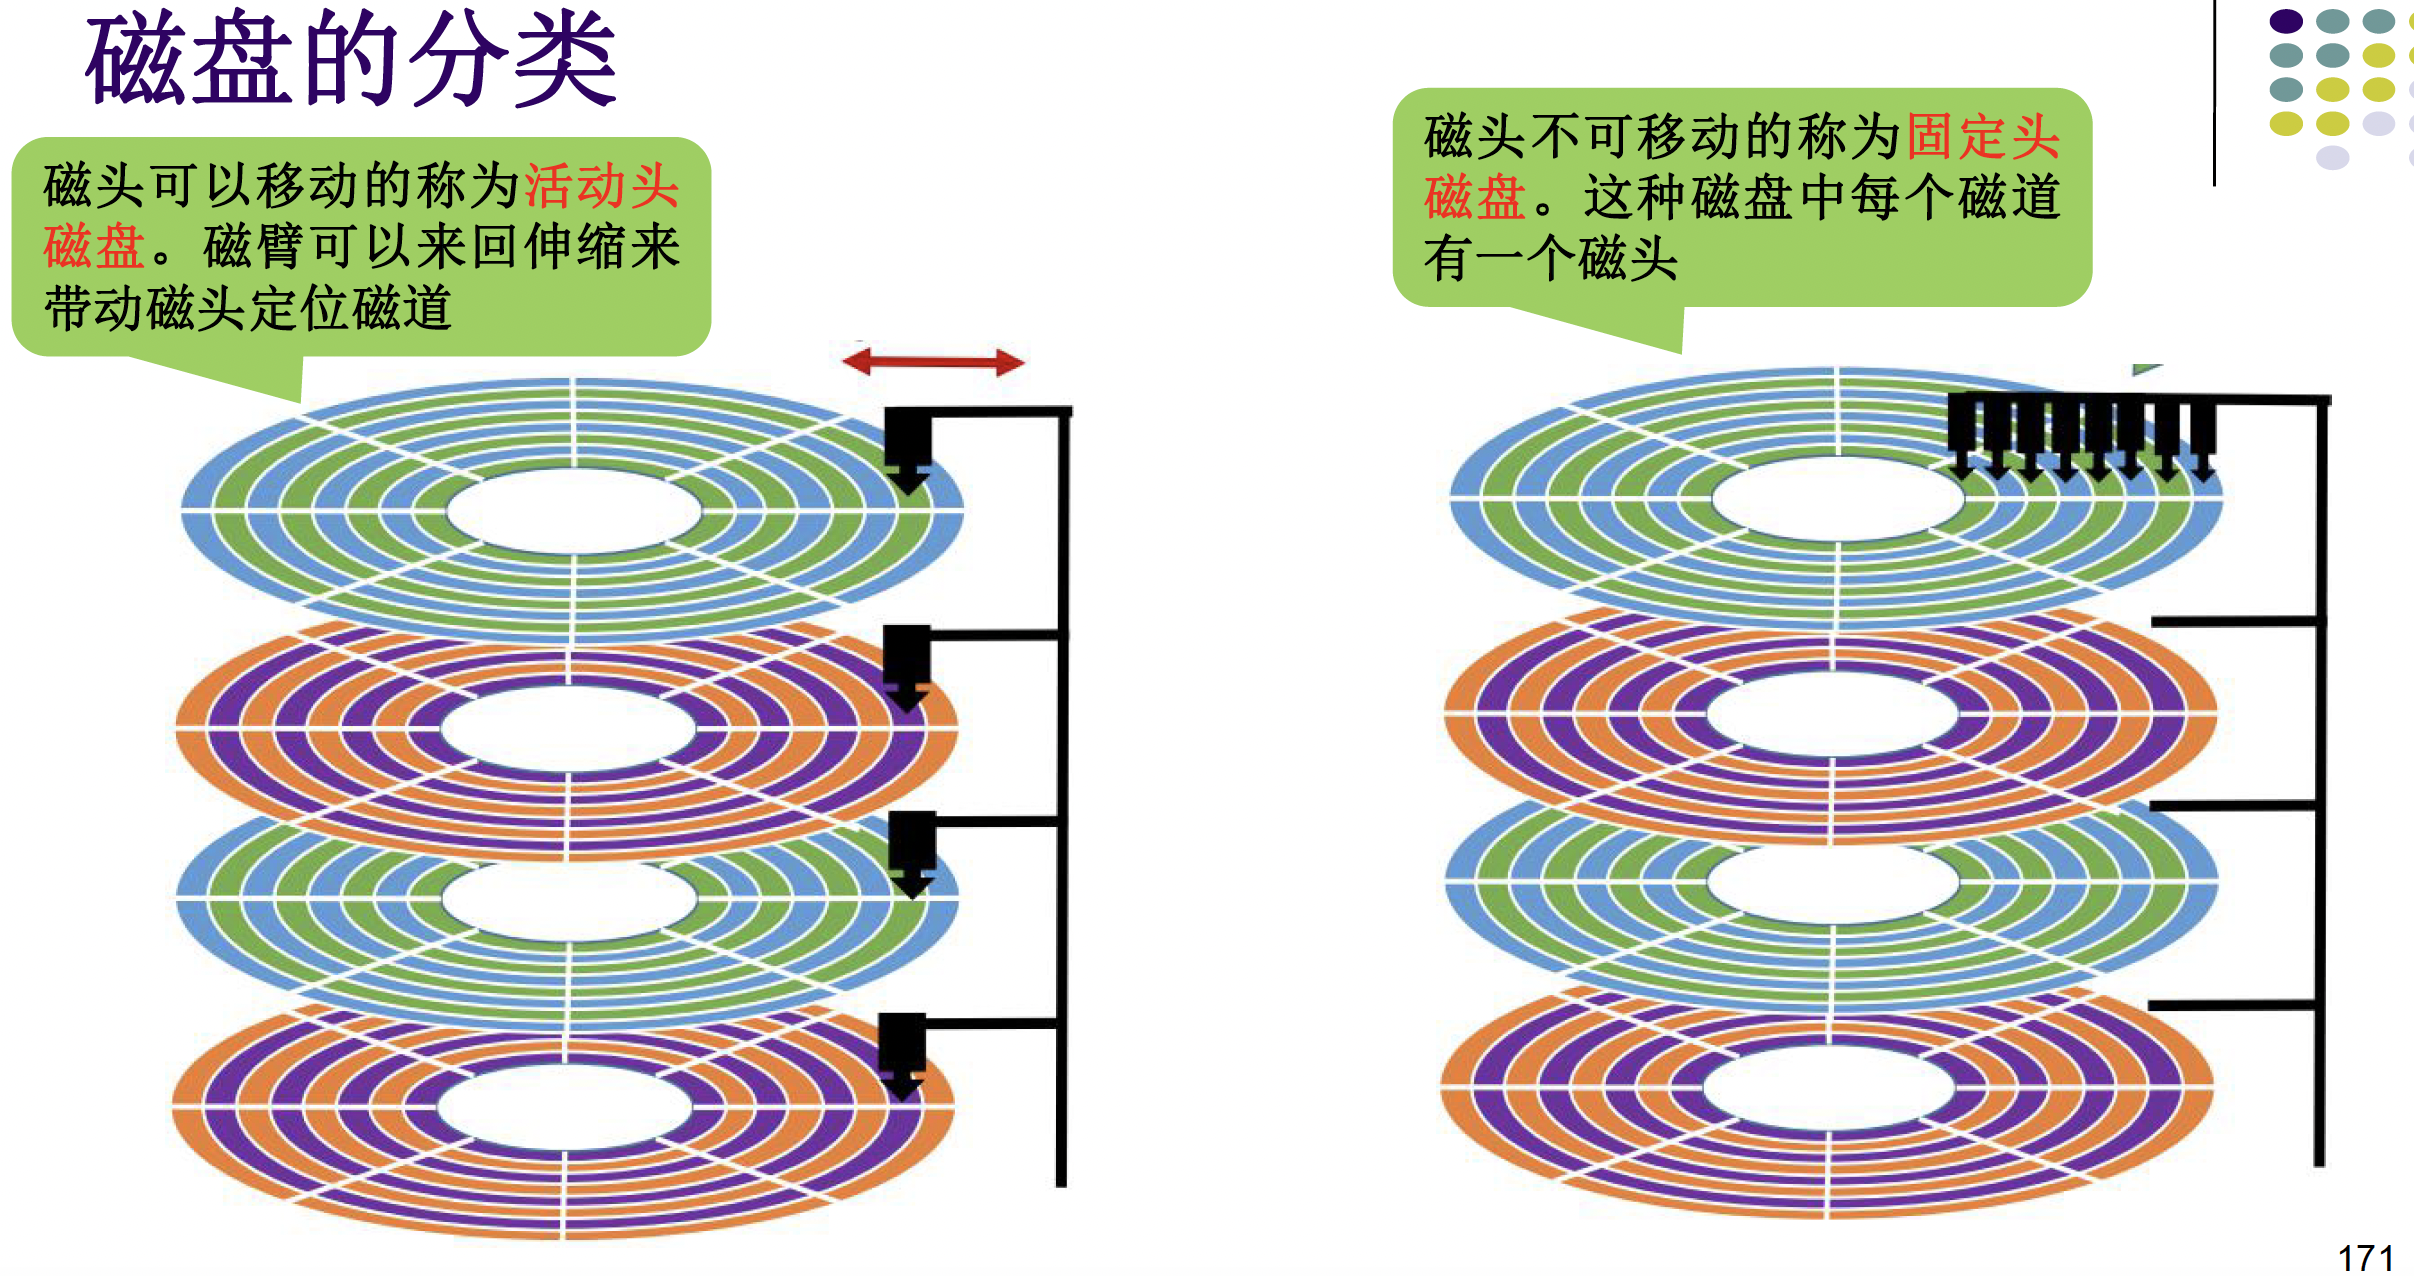 磁盘的分类
磁头可以移动的称为活动头
磁盘。磁臂可以来回伸缩来
带动磁头定位磁道
磁头不可移动的称为固定头
磁盘。这种磁盘中每个磁道
有一个磁头
171